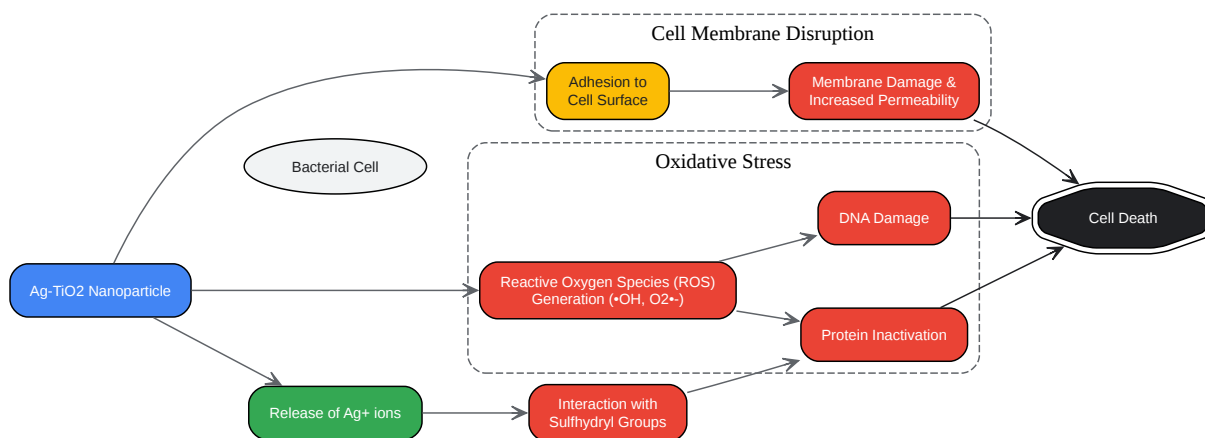 Cell Membrane Disruption
Adhesion to
Cell Surface
Membrane Damage &
Increased Permeability
Bacterial Cell
Oxidative Stress
DNA Damage
Cell Death
Ag-TiO2 Nanoparticle
Reactive Oxygen Species (ROS)
Generation (•OH, O2•-)
Protein Inactivation
Release of Ag+ ions
Interaction with
Sulfhydryl Groups